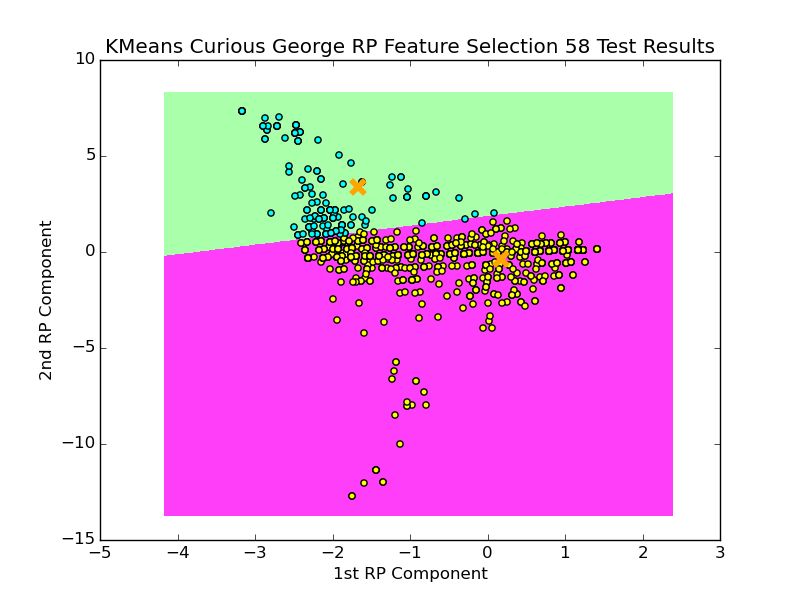 KMeans Curious George RP Feature Selection 58 Test Results
10
5
0
−5
−10
−15
2nd RP Component
−5 −4 −3 −2 −1 0 1 2 3
1st RP Component